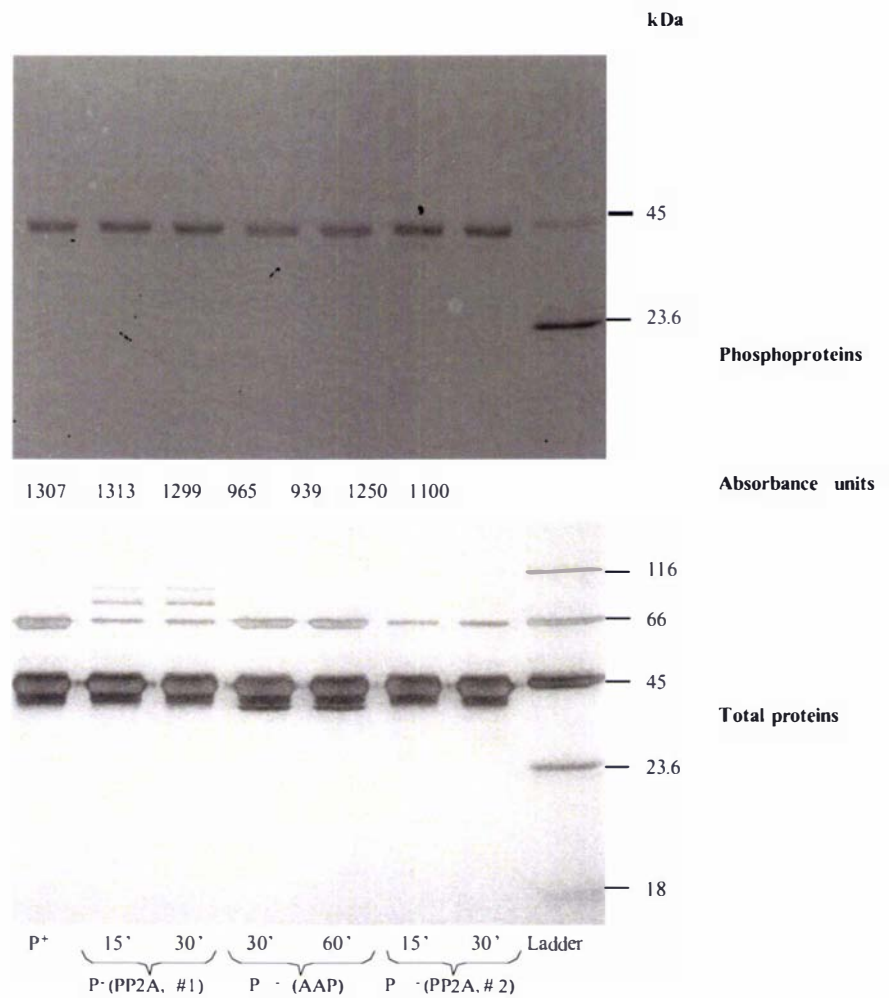 kDa
45
23.6
Phosphoproteins
1307 1313 1299 965 939 1250 1100
Absorbance units
116
66
45
Total proteins
23.6
18
P+ 15' 30' 30' 60' 15' 30' Ladder
P-(PP2A, #1) P - (AAP) P -(PP2A, #2)